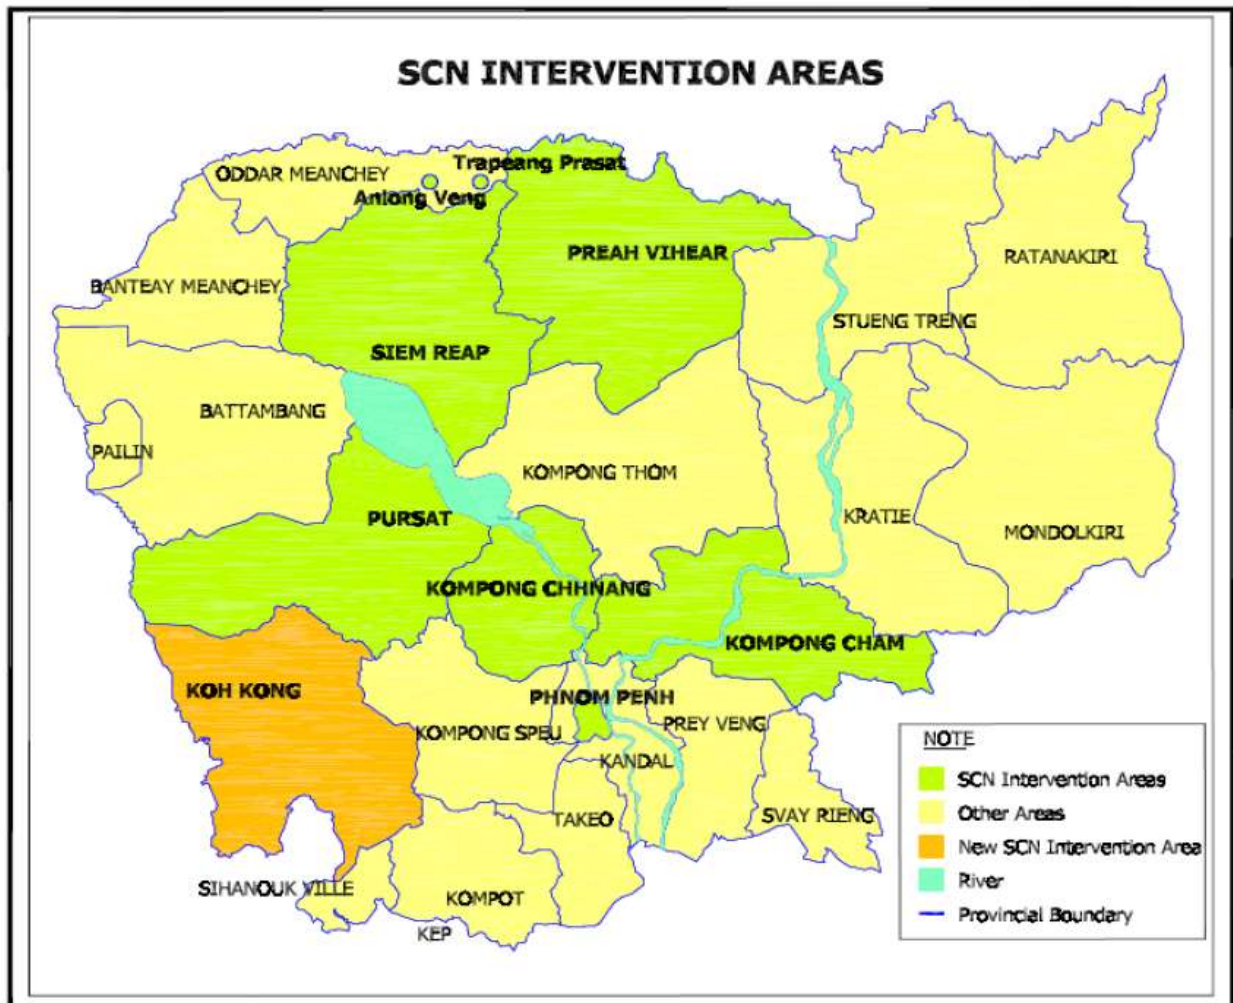 SCN INTERVENTION AREAS
Trapeang Prasat
ODDAR MEANCHEY
Anlong Veng
PREAH VIHEAR
RATANAKIRI
BANTEAY MEANCHEY
STUENG TRENG
SIEM REAP
BATTAMBANG
PAILIN
KOMPONG THOM
PURSAT
KRATIE
MONDOLKIRI
KOMPONG CHHNANG
KOMPONG CHAM
KOH KONG
PHNOM PENH
KOMPONG SPEU
PREY VENG
KANDAL
TAKEO
SVAY RIENG
SIHANOUK VILLE
KOMPOT
KEP
NOTE
SCN Intervention Areas
Other Areas
New SCN Intervention Area
River
Provincial Boundary